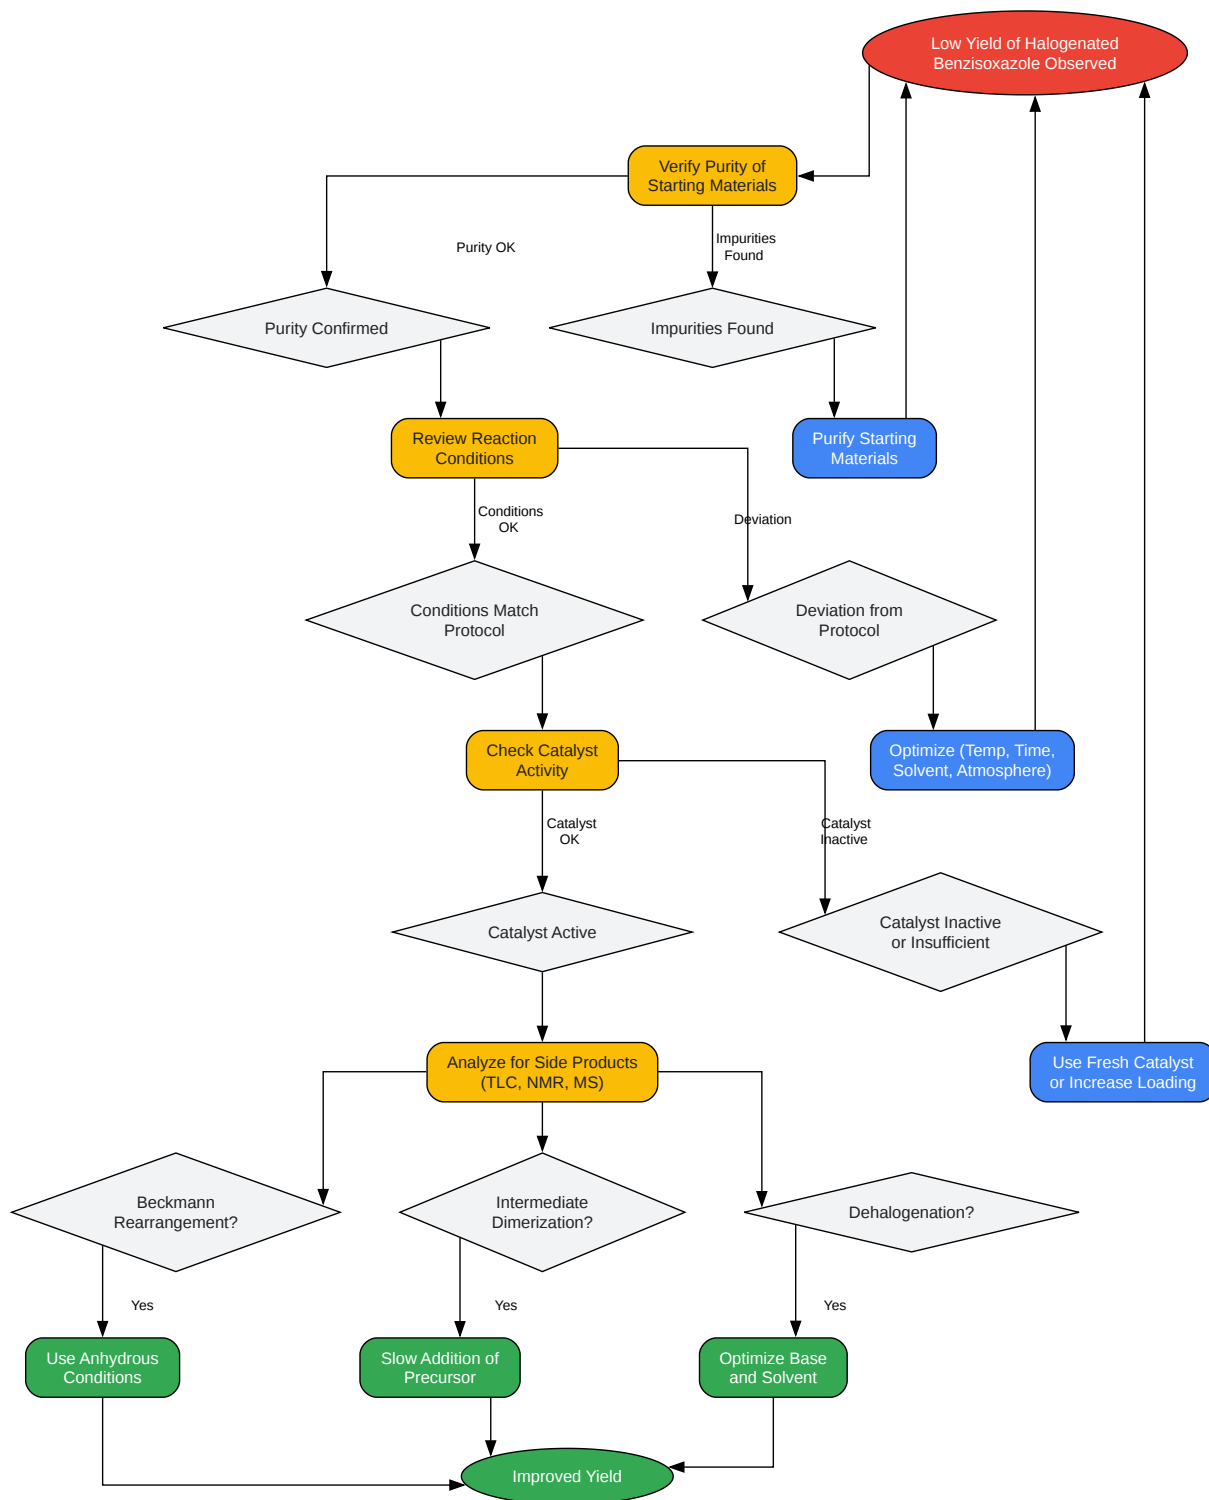 Low Yield of Halogenated
Benzisoxazole Observed
Verify Purity of
Starting Materials
Purity OK
Impurities
Found
Purity Confirmed
Impurities Found
Review Reaction
Conditions
Purify Starting
Materials
Conditions
OK
Deviation
Conditions Match
Protocol
Deviation from
Protocol
Check Catalyst
Activity
Optimize (Temp, Time,
Solvent, Atmosphere)
Catalyst
OK
Catalyst
Inactive
Catalyst Active
Catalyst Inactive
or Insufficient
Analyze for Side Products
(TLC, NMR, MS)
Use Fresh Catalyst
or Increase Loading
Beckmann
Rearrangement?
Intermediate
Dimerization?
Dehalogenation?
Yes
Yes
Yes
Use Anhydrous
Conditions
Slow Addition of
Precursor
Optimize Base
and Solvent
Improved Yield